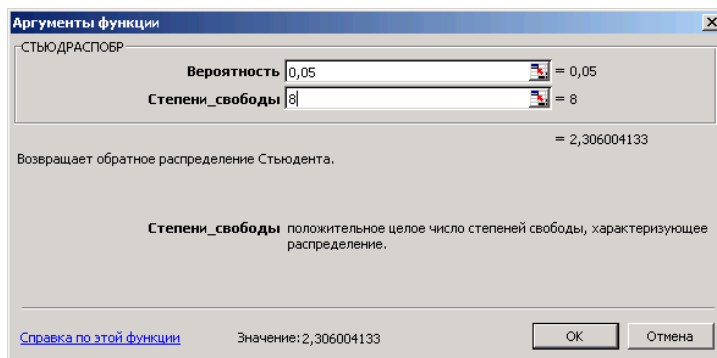 Аргументы функции
СТЬЮДРАСПОБР
Вероятность 0,05 = 0,05
Степени_свободы 8 = 8
= 2,306004133
Возвращает обратное распределение Стьюдента.
Степени_свободы положительное целое число степеней свободы, характеризующее
распределение.
Справка по этой функции Значение:2,306004133 ОК Отмена